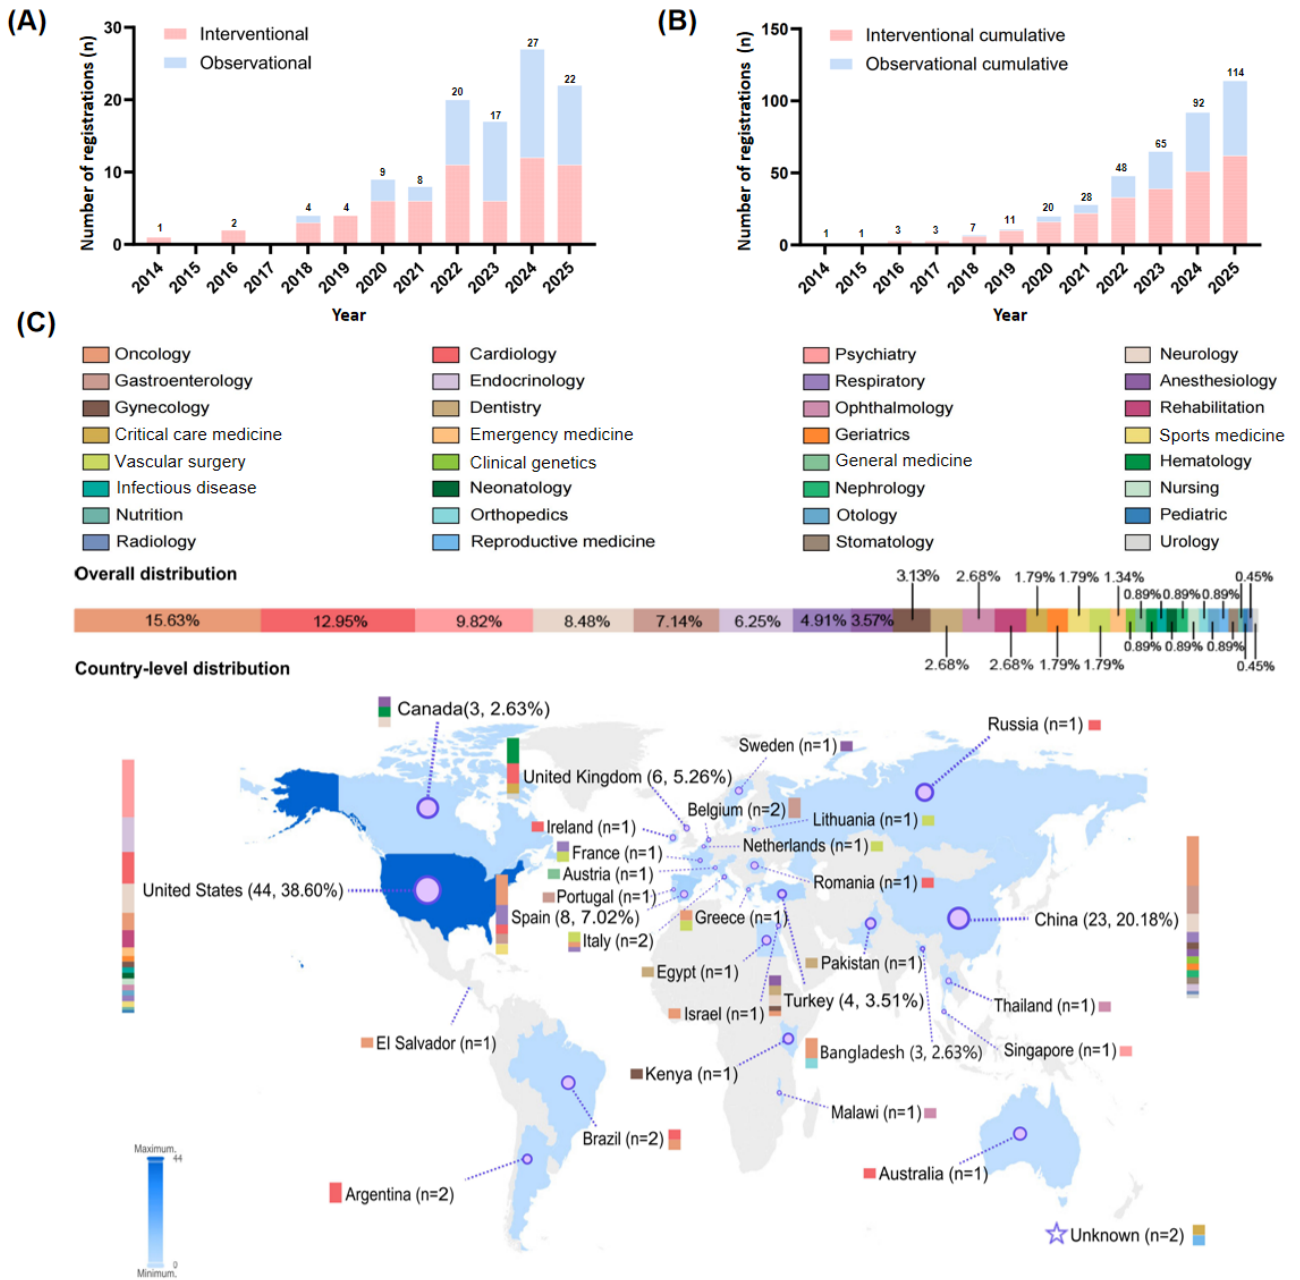 (A)
Number of registrations (n)
30
20
10
0
Interventional
Observational
1
2
4
4
9
8
20
17
27
22
2014
2015
2016
2017
2018
2019
2020
2021
2022
2023
2024
2025
Year
(B)
Number of registrations (n)
150
100
50
0
Interventional cumulative
Observational cumulative
1
1
3
3
7
11
20
28
48
65
92
114
2014
2015
2016
2017
2018
2019
2020
2021
2022
2023
2024
2025
Year
(C)
Oncology
Cardiology
Psychiatry
Neurology
Gastroenterology
Endocrinology
Respiratory
Anesthesiology
Gynecology
Dentistry
Ophthalmology
Rehabilitation
Critical care medicine
Emergency medicine
Geriatrics
Sports medicine
Vascular surgery
Clinical genetics
General medicine
Hematology
Infectious disease
Neonatology
Nephrology
Nursing
Nutrition
Orthopedics
Otology
Pediatric
Radiology
Reproductive medicine
Stomatology
Urology
Overall distribution
3.13%
2.68%
1.79%
1.79%
1.34%
0.45%
0.89%
0.89%
0.89%
15.63%
12.95%
9.82%
8.48%
7.14%
6.25%
4.91%
3.57%
0.89%
0.89%
0.89%
2.68%
2.68%
1.79%
1.79%
0.45%
Country-level distribution
Canada(3, 2.63%)
Russia (n=1)
Sweden (n=1)
United Kingdom (6, 5.26%)
Belgium (n=2)
Lithuania (n=1)
Ireland (n=1)
Netherlands (n=1)
France (n=1)
Austria (n=1)
Romania (n=1)
United States (44, 38.60%)
Portugal (n=1)
Spain (8, 7.02%)
Greece (n=1)
China (23, 20.18%)
Italy (n=2)
Pakistan (n=1)
Egypt (n=1)
Turkey (4, 3.51%)
Thailand (n=1)
Israel (n=1)
El Salvador (n=1)
Bangladesh (3, 2.63%)
Singapore (n=1)
Kenya (n=1)
Malawi (n=1)
Brazil (n=2)
Maximum.
44
Australia (n=1)
Argentina (n=2)
Unknown (n=2)
0
Minimum.